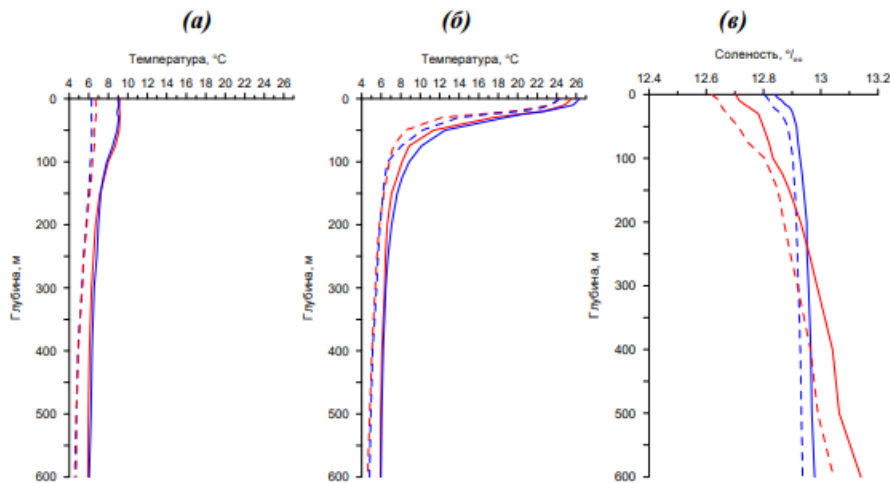 (а) (б) (в)
Температура, °C Температура, °C Соленость, °/оо
4 6 8 10 12 14 16 18 20 22 24 26 4 6 8 10 12 14 16 18 20 22 24 26 12.4 12.6 12.8 13 13.2
0 0 0
100 100 100
200 200 200
Глубина, м Глубина, м Глубина, м
300 300 300
400 400 400
500 500 500
600 600 600